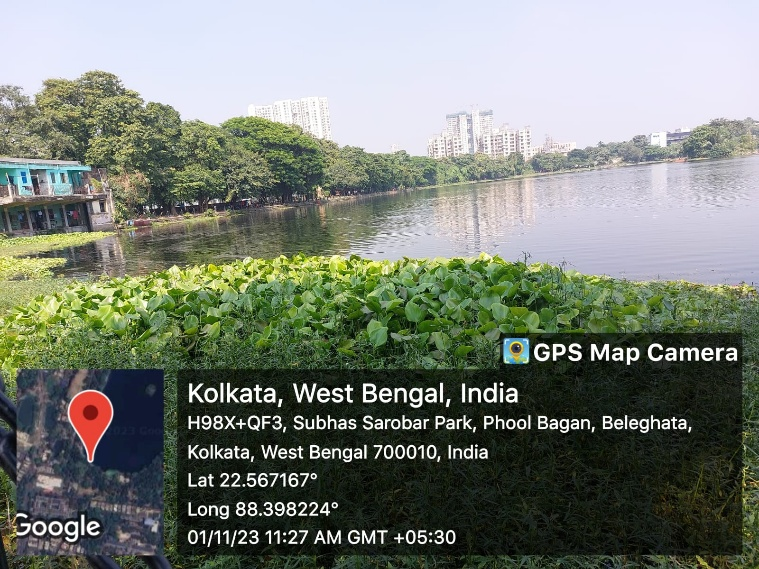 GPS Map Camera
Kolkata, West Bengal, India
H98X+QF3, Subhas Sarobar Park, Phool Bagan, Beleghata,
Kolkata, West Bengal 700010, India
Lat 22.567167°
Long 88.398224°
01/11/23 11:27 AM GMT +05:30
Google